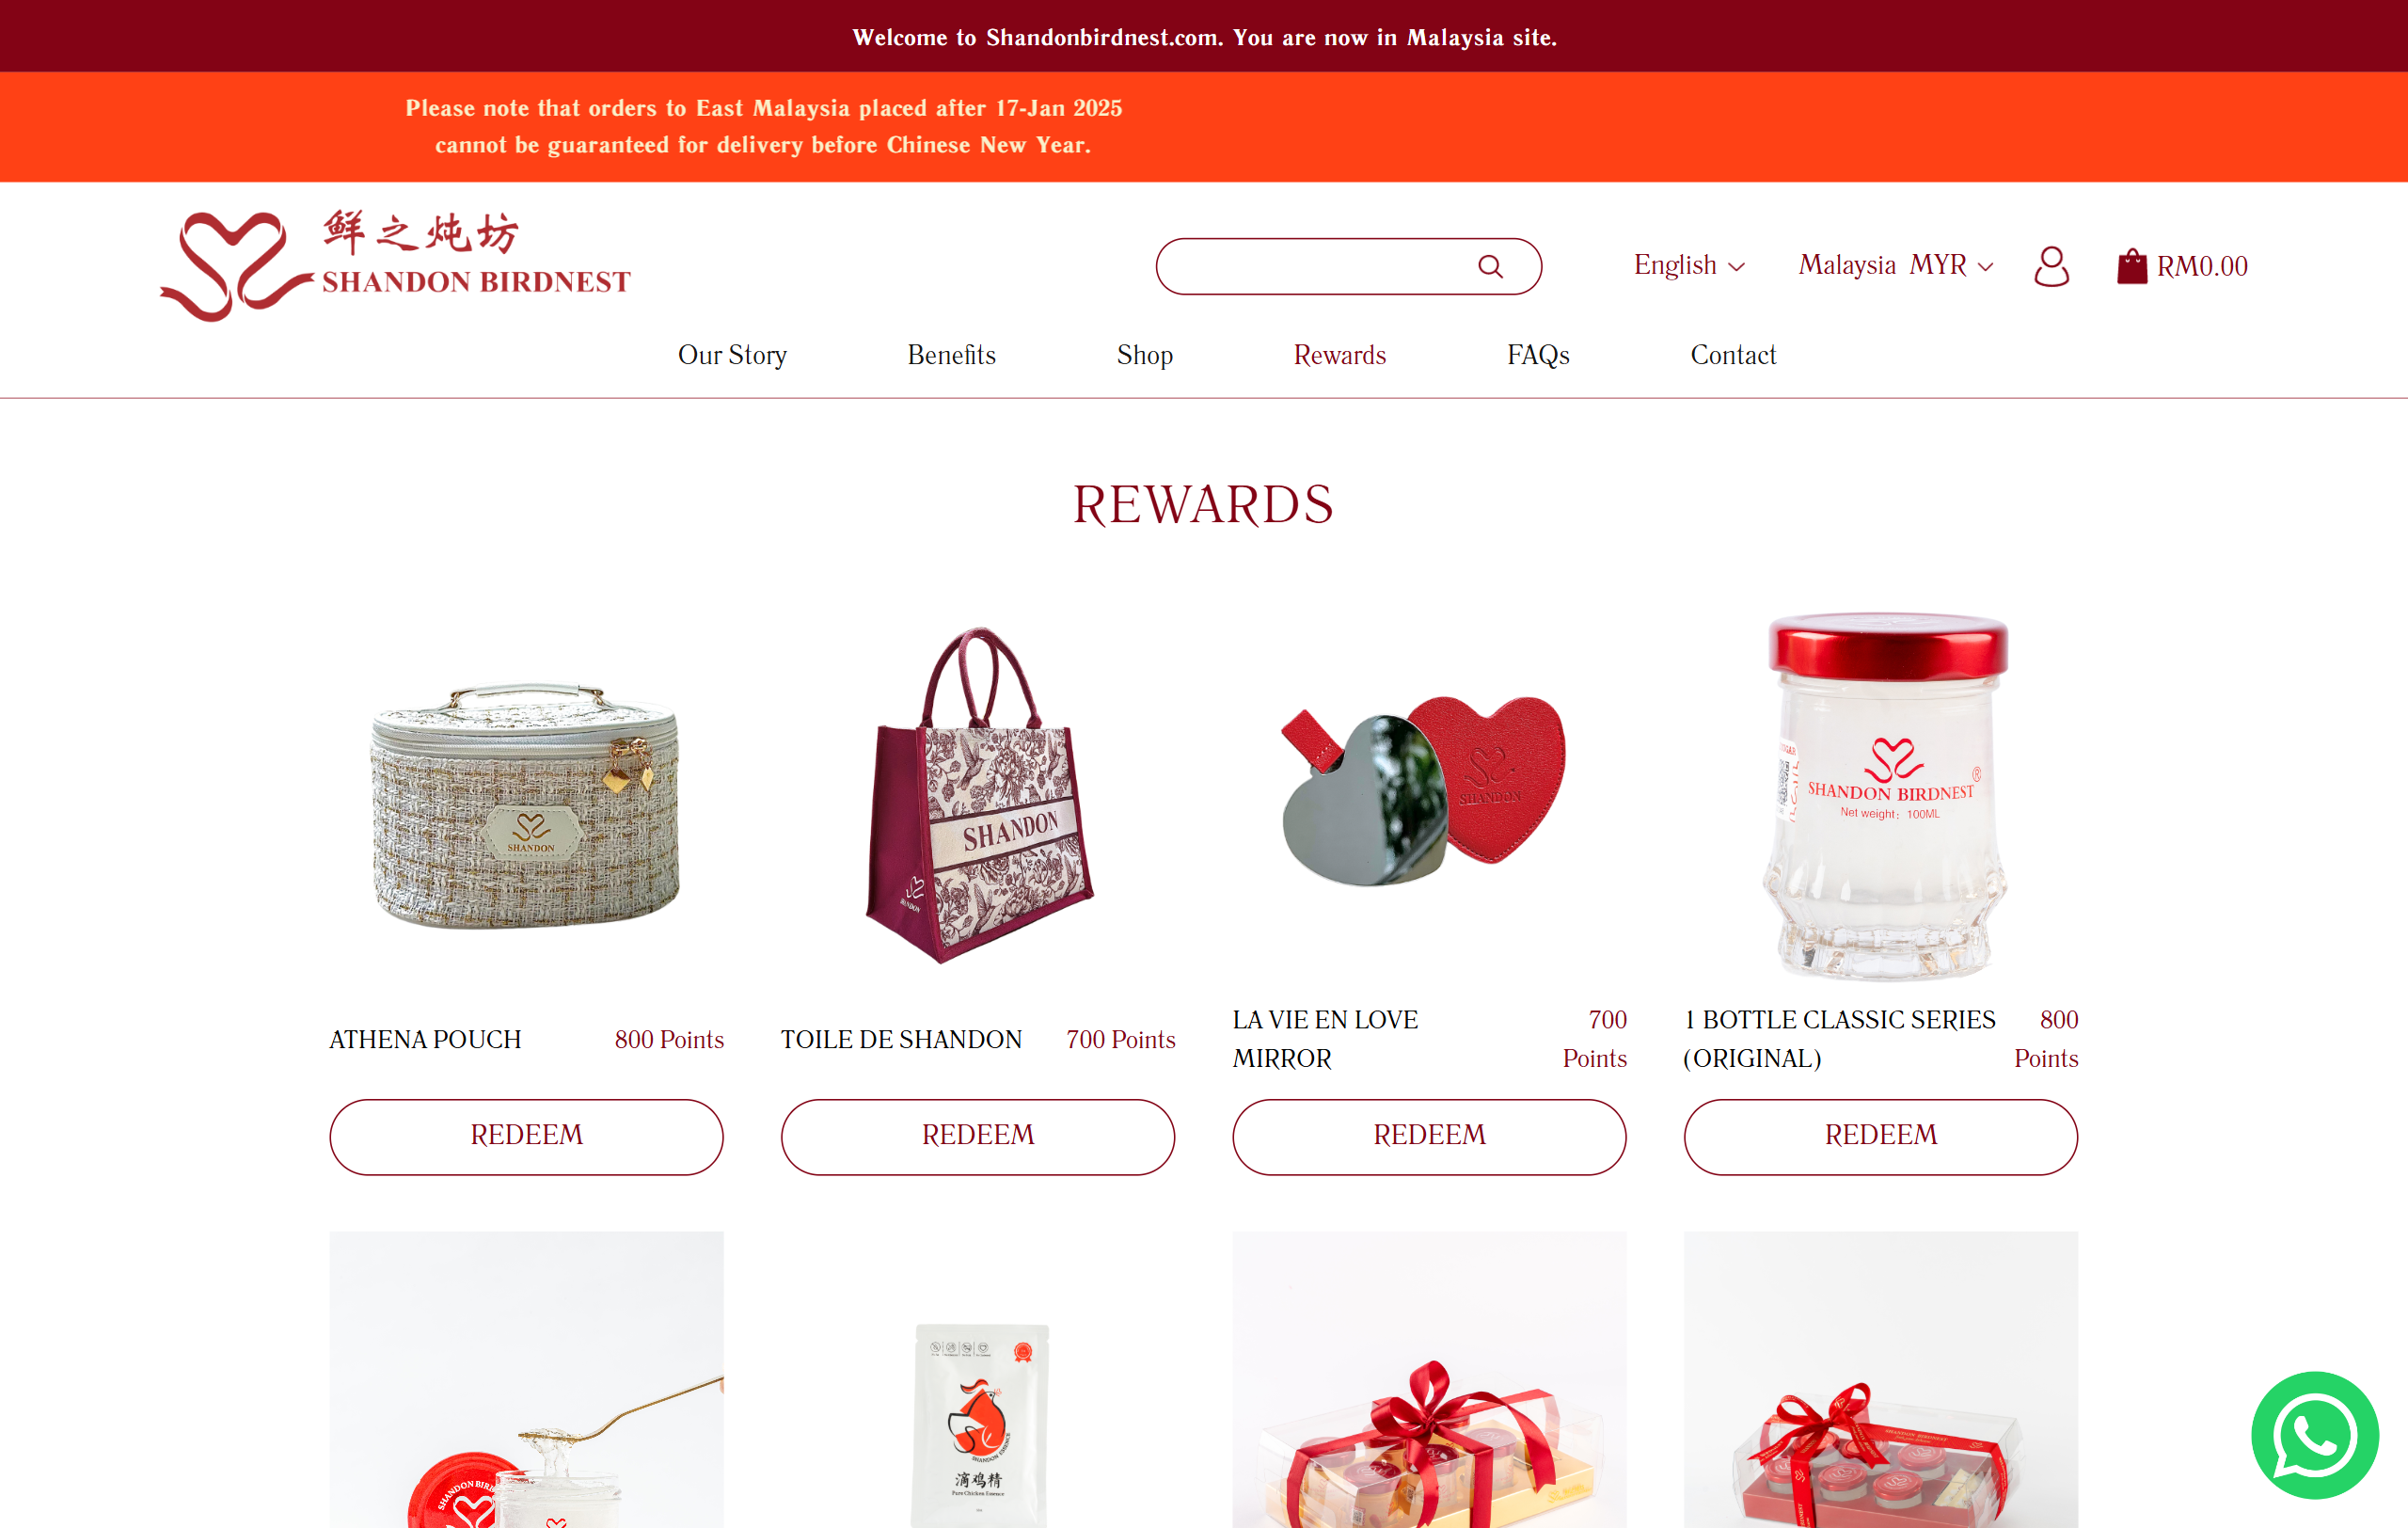 Welcome to Shandonbirdnest.com. You are now in Malaysia site.
Please note that orders to East Malaysia placed after 17-Jan 2025
cannot be guaranteed for delivery before Chinese New Year.
鲜之炖坊
SHANDON BIRDNEST
English
Malaysia MYR
RM0.00
Our Story
Benefits
Shop
Rewards
FAQs
Contact
REWARDS
SHANDON
SHANDON
SHANDON
SHANDON
SHANDON BIRDNEST®
Net weight: 100ML
ATHENA POUCH
800 Points
TOILE DE SHANDON
700 Points
LA VIE EN LOVE
MIRROR
700
Points
1 BOTTLE CLASSIC SERIES
(ORIGINAL)
800
Points
REDEEM
REDEEM
REDEEM
REDEEM
SHANDON
SHANDON ESSENCE
滴鸡精
Pure Chicken Essence
SHANDON BIRDNEST